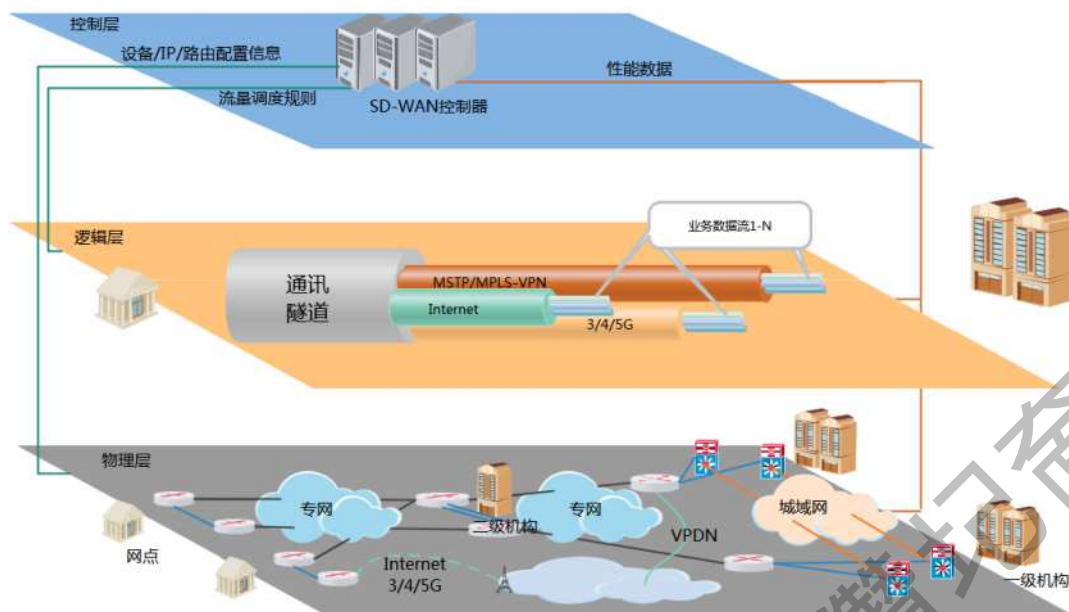 控制层
设备/IP/路由配置信息
流量调度规则
SD-WAN控制器
性能数据
逻辑层
业务数据流1-N
通讯
隧道
MSTP/MPLS-VPN
Internet
3/4/5G
物理层
专网
二级机构
专网
城域网
VPDN
网点
Internet
3/4/5G
一级机构